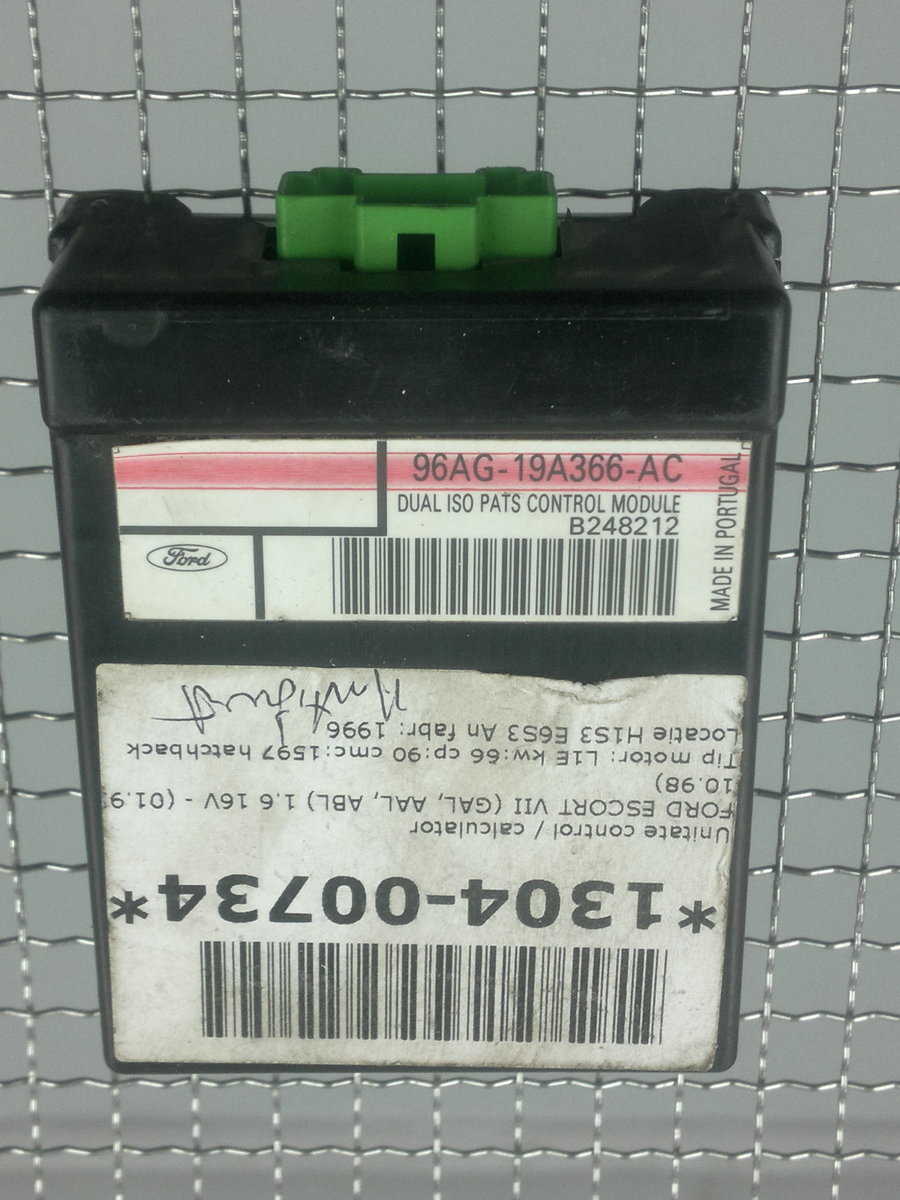 96AG-19A366-AC
DUAL ISO PATS CONTROL MODULE
B248212
MADE IN PORTUGAL
Ford
*1304-00734*
Unitate control / calculator
FORD ESCORT VII (GAL, AAL, ABL) 1.6 16V - (01.9
10.98)
Tip motor: L1E kw:66 cp:90 cmc:1597 hatchback
Locatie H1S3 E6S3 An fabr: 1996